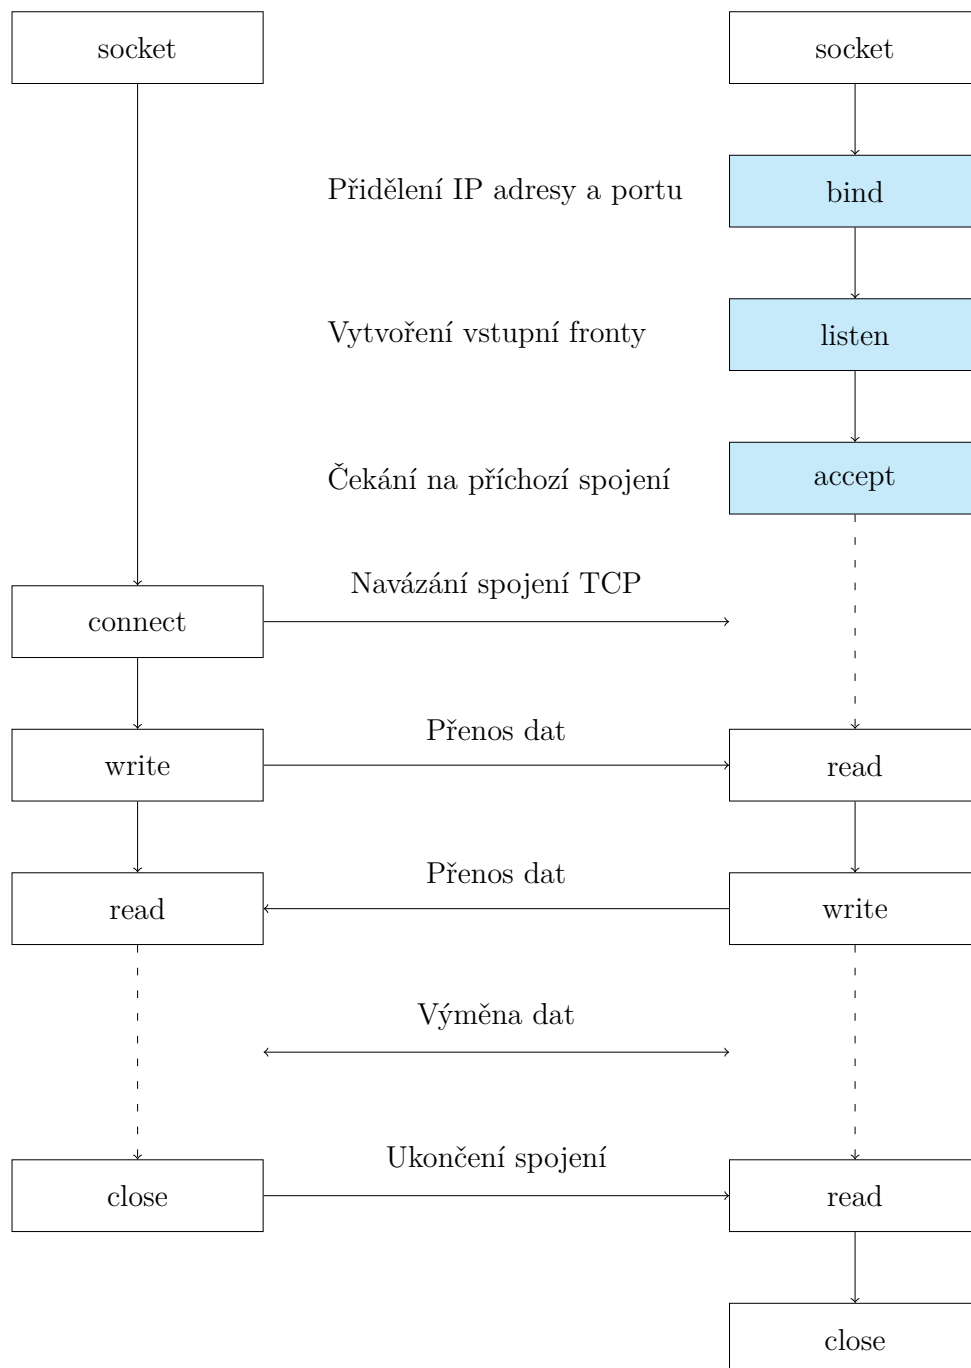 socket
socket
Přidělení IP adresy a portu
bind
Vytvoření vstupní fronty
listen
Čekání na příchozí spojení
accept
Navázání spojení TCP
connect
Přenos dat
write
read
Přenos dat
read
write
Výměna dat
Ukončení spojení
close
read
close